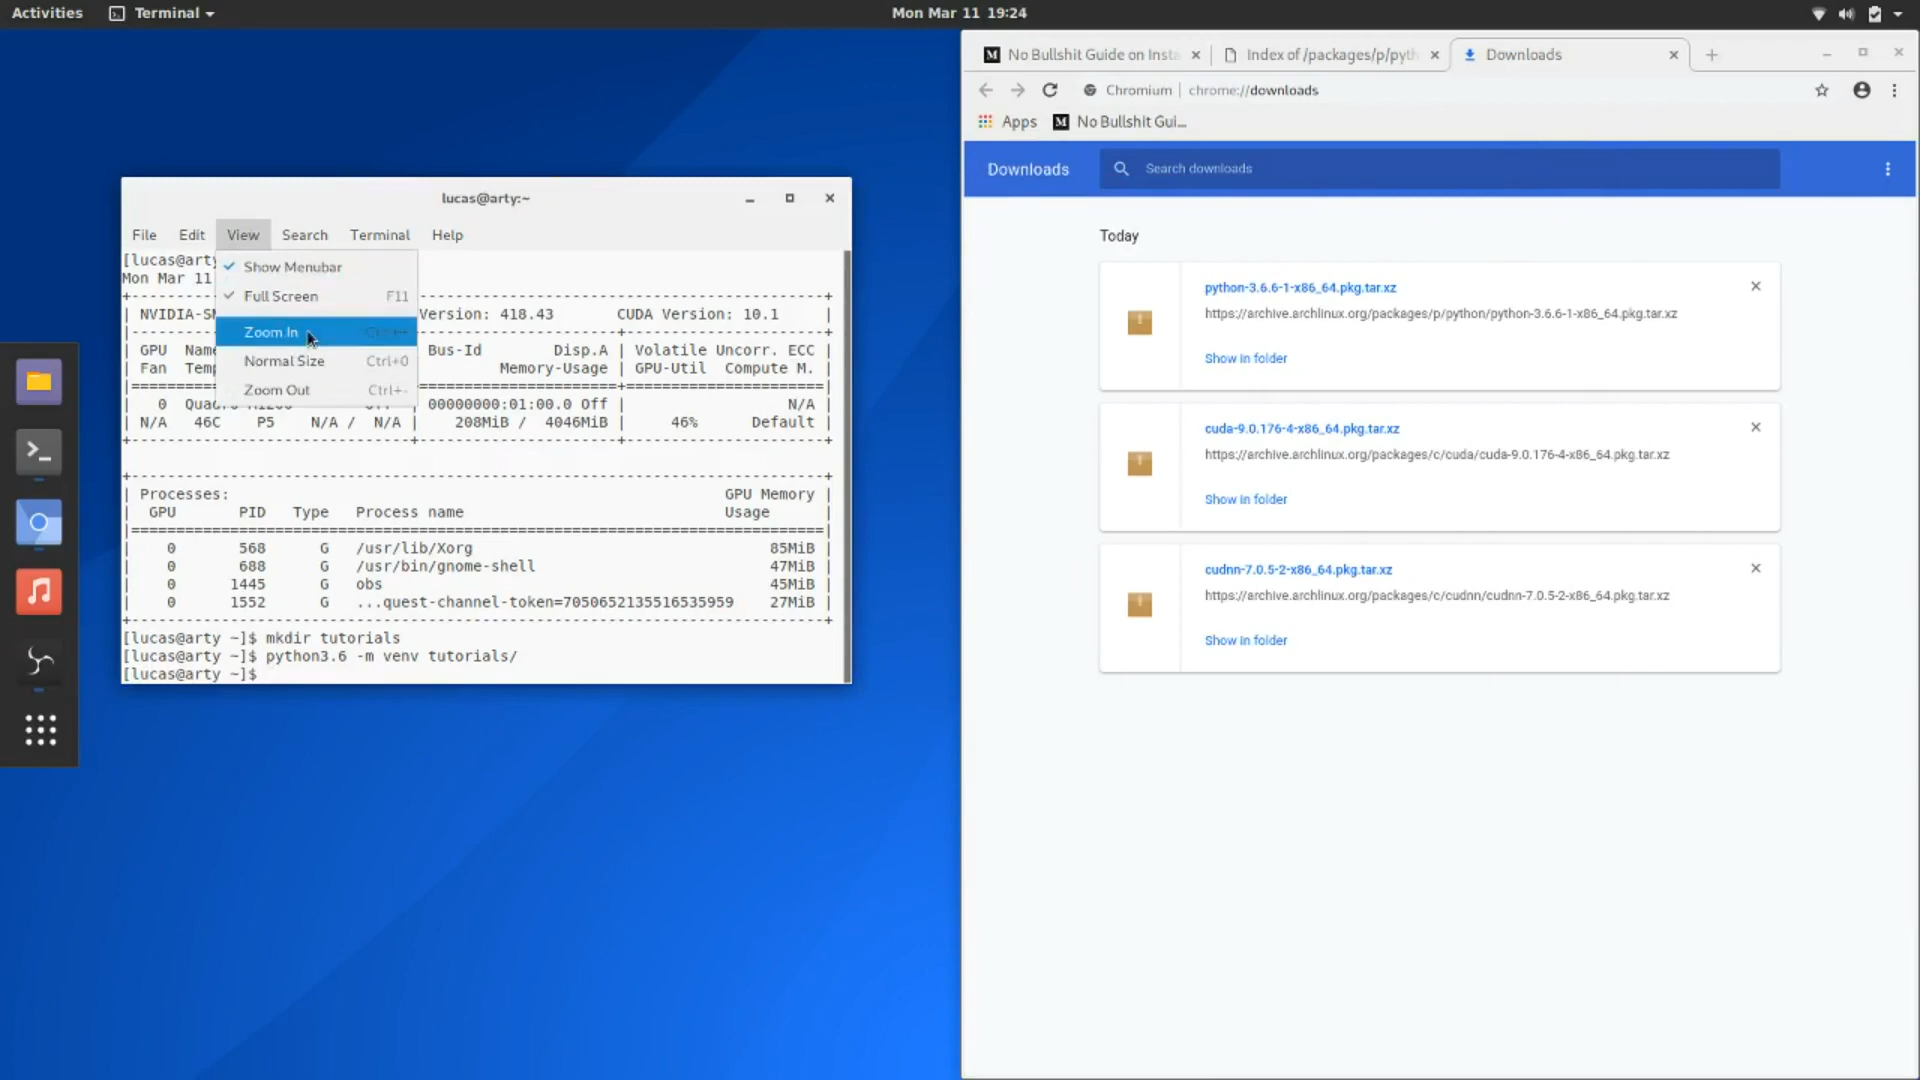 Activities Terminal Mon Mar 11 19:24
No Bullshit Guide on Insta Index of /packages/p/pyth Downloads
Chromium chrome://downloads
Apps No Bullshit Gui...
Downloads Search downloads
Today
python-3.6.6-1-x86_64.pkg.tar.xz
https://archive.archlinux.org/packages/p/python/python-3.6.6-1-x86_64.pkg.tar.xz
Show in folder
cuda-9.0.176-4-x86_64.pkg.tar.xz
https://archive.archlinux.org/packages/c/cuda/cuda-9.0.176-4-x86_64.pkg.tar.xz
Show in folder
cudnn-7.0.5-2-x86_64.pkg.tar.xz
https://archive.archlinux.org/packages/c/cudnn/cudnn-7.0.5-2-x86_64.pkg.tar.xz
Show in folder
lucas@arty:~
File Edit View Search Terminal Help
Show Menubar
Full Screen F11
Zoom In
Normal Size Ctrl+0
Zoom Out Ctrl+-
[lucas@arty
Mon Mar 11
| NVIDIA-SM Version: 418.43 CUDA Version: 10.1 |
| GPU Name Bus-Id Disp.A | Volatile Uncorr. ECC |
| Fan Temp Memory-Usage | GPU-Util Compute M. |
| 0 00000000:01:00.0 Off | N/A |
| N/A 46C P5 N/A / N/A | 208MiB / 4046MiB | 46% Default |
| Processes: GPU Memory |
| GPU PID Type Process name Usage |
| 0 568 G /usr/lib/Xorg 85MiB |
| 0 688 G /usr/bin/gnome-shell 47MiB |
| 0 1445 G obs 45MiB |
| 0 1552 G ...quest-channel-token=7050652135516535959 27MiB |
[lucas@arty ~]$ mkdir tutorials
[lucas@arty ~]$ python3.6 -m venv tutorials/
[lucas@arty ~]$